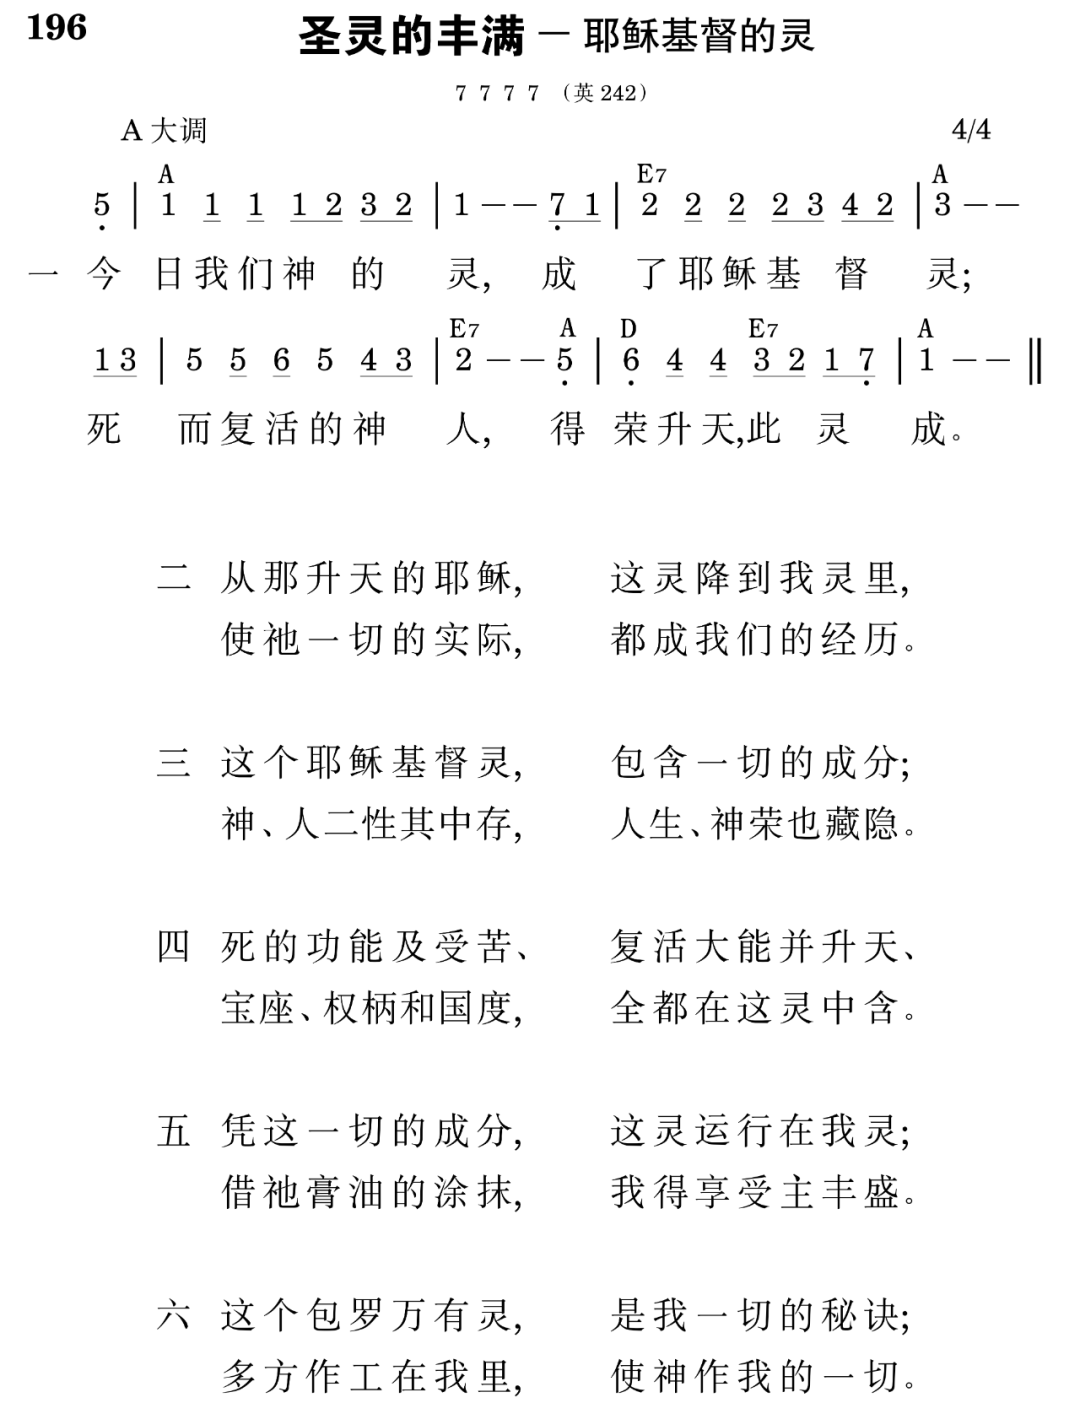 196 圣灵的丰满 — 耶稣基督的灵
7 7 7 7 （英 242）
A 大调 4/4
A E7 A
5 | 1 1 1 1 2 3 2 | 1 — — 7 1 | 2 2 2 2 3 4 2 | 3 — —
一 今 日我们神 的 灵, 成 了耶稣基 督 灵;
E7 A D E7 A
1 3 | 5 5 6 5 4 3 | 2 — — 5 | 6 4 4 3 2 1 7 | 1 — — ‖
死 而复活的神 人, 得 荣升天,此 灵 成。
二 从那升天的耶稣, 这灵降到我灵里,
使祂一切的实际, 都成我们的经历。
三 这个耶稣基督灵, 包含一切的成分;
神、人二性其中存, 人生、神荣也藏隐。
四 死的功能及受苦、 复活大能并升天、
宝座、权柄和国度, 全都在这灵中含。
五 凭这一切的成分, 这灵运行在我灵;
借祂膏油的涂抹, 我得享受主丰盛。
六 这个包罗万有灵, 是我一切的秘诀;
多方作工在我里, 使神作我的一切。